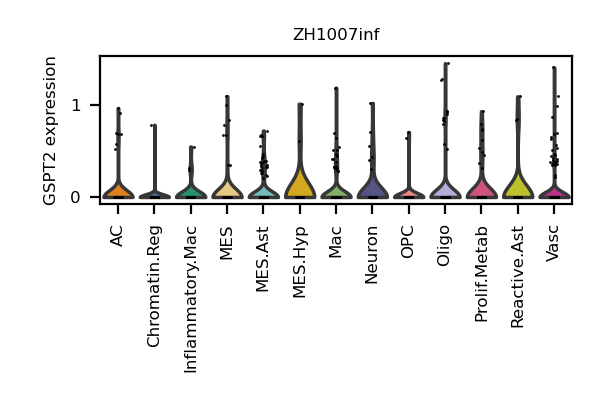 ZH1007inf
GSPT2 expression
1
0
AC
Chromatin.Reg
Inflammatory.Mac
MES
MES.Ast
MES.Hyp
Mac
Neuron
OPC
Oligo
Prolif.Metab
Reactive.Ast
Vasc